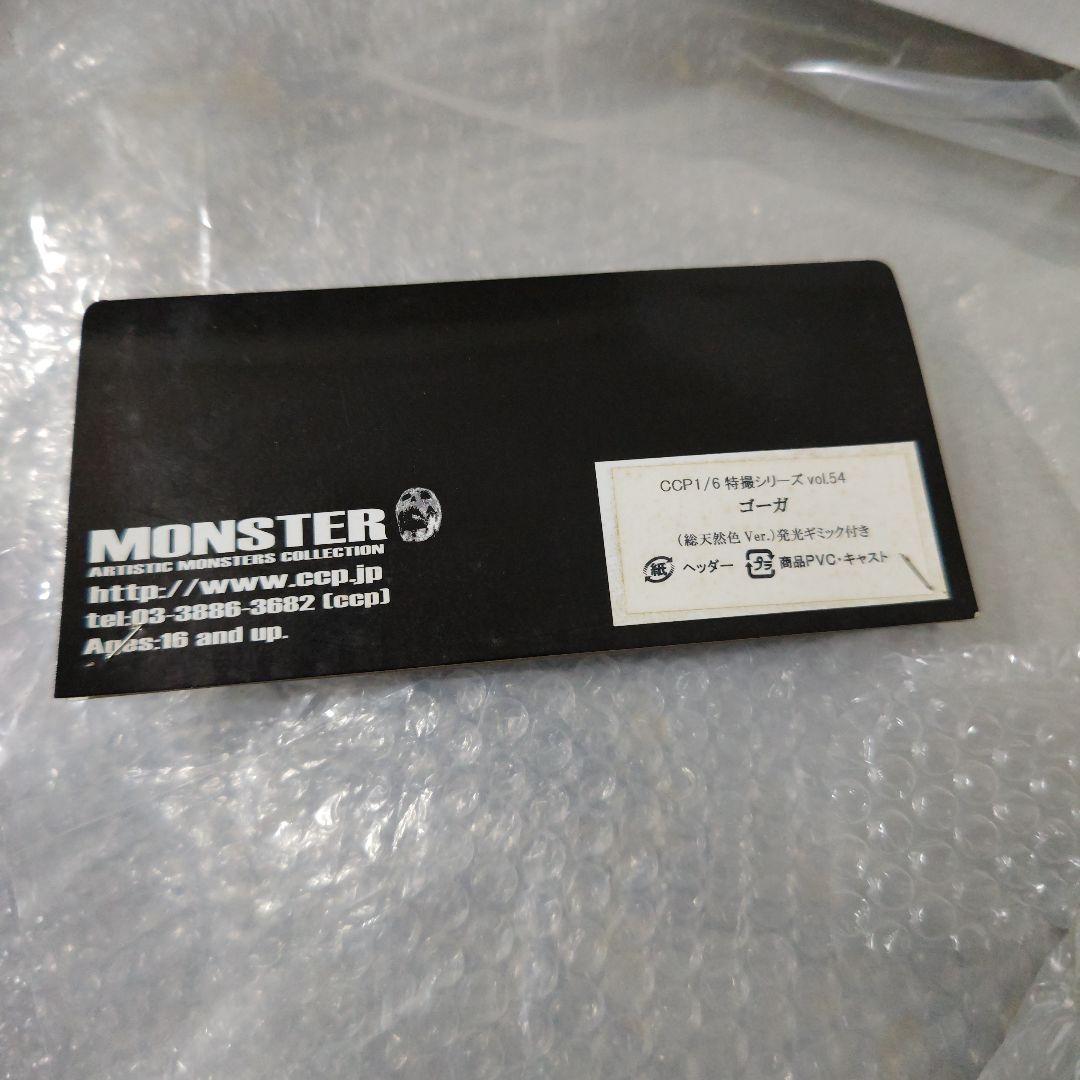 MONSTER
ARTISTIC MONSTERS COLLECTION
http://www.ccp.jp
tel:03-3886-3682 (ccp)
Ages:16 and up.
CCP1/6 特撮シリーズ vol.54
ゴーガ
(総天然色 Ver.)発光ギミック付き
紙 ヘッダー プラ 商品PVC・キャスト